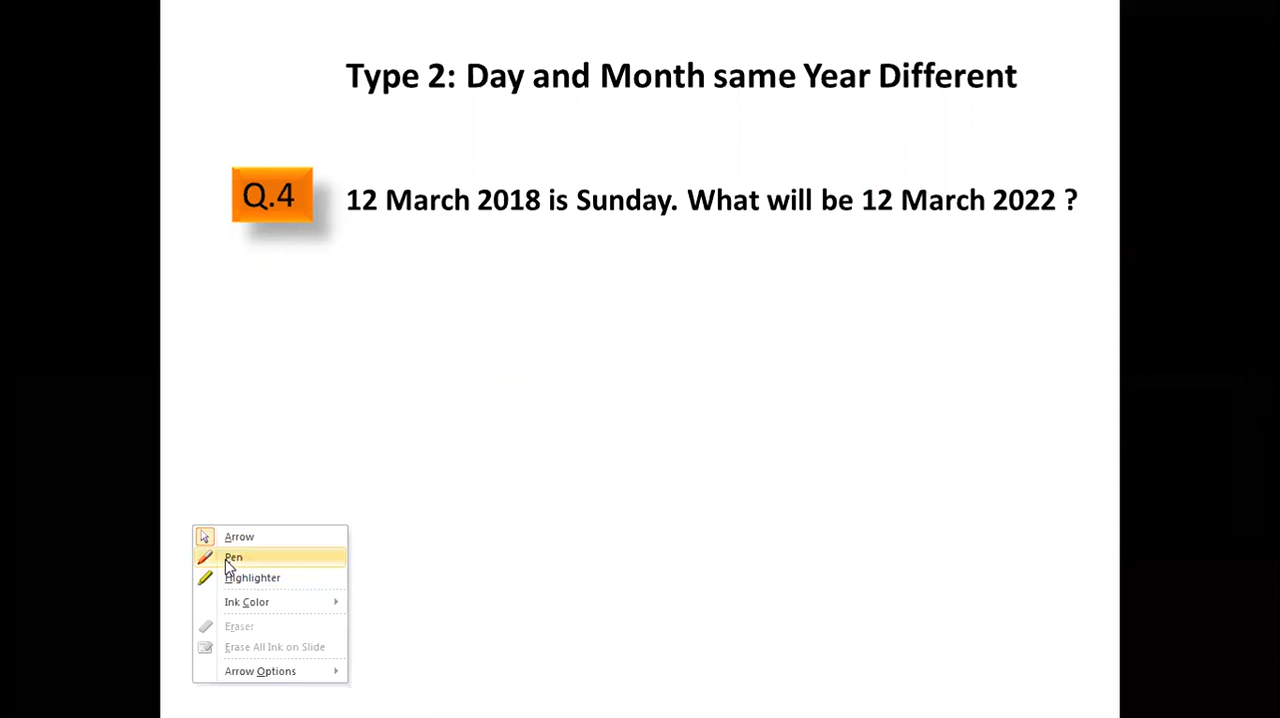 Type 2: Day and Month same Year Different
Q.4
12 March 2018 is Sunday. What will be 12 March 2022 ?
Arrow
Pen
Highlighter
Ink Color
Eraser
Erase All Ink on Slide
Arrow Options